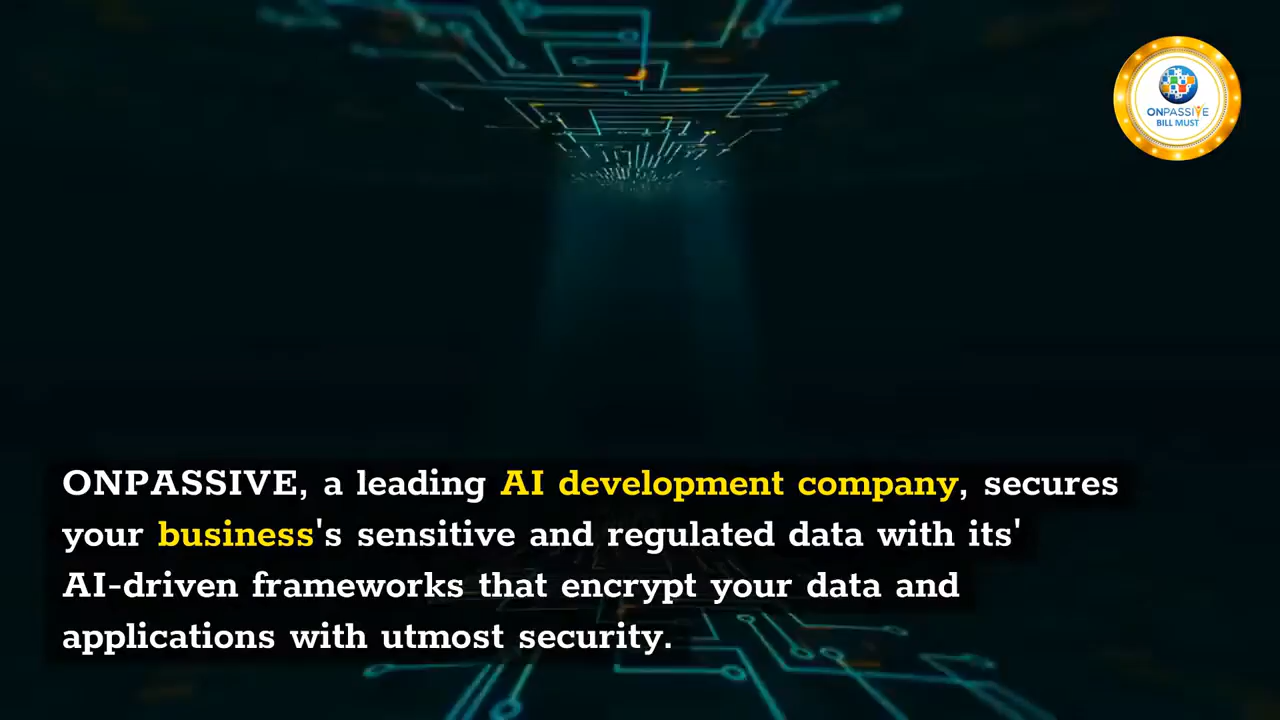 ONPASSIVE
BILL MUST
ONPASSIVE, a leading AI development company, secures
your business's sensitive and regulated data with its'
AI-driven frameworks that encrypt your data and
applications with utmost security.